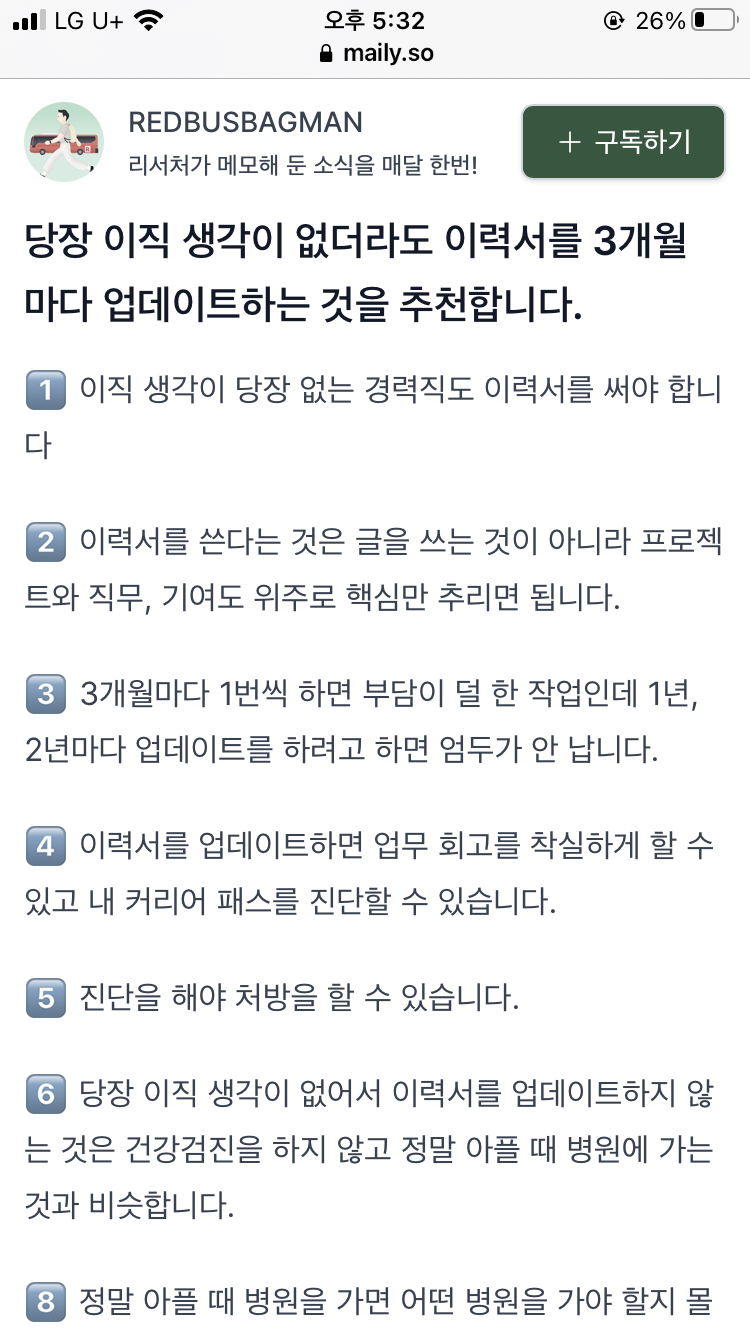 LG U+ 오후 5:32 26%
maily.so
REDBUSBAGMAN
리서처가 메모해 둔 소식을 매달 한번!
+ 구독하기
당장 이직 생각이 없더라도 이력서를 3개월
마다 업데이트하는 것을 추천합니다.
1 이직 생각이 당장 없는 경력직도 이력서를 써야 합니
다
2 이력서를 쓴다는 것은 글을 쓰는 것이 아니라 프로젝
트와 직무, 기여도 위주로 핵심만 추리면 됩니다.
3 3개월마다 1번씩 하면 부담이 덜 한 작업인데 1년,
2년마다 업데이트를 하려고 하면 엄두가 안 납니다.
4 이력서를 업데이트하면 업무 회고를 착실하게 할 수
있고 내 커리어 패스를 진단할 수 있습니다.
5 진단을 해야 처방을 할 수 있습니다.
6 당장 이직 생각이 없어서 이력서를 업데이트하지 않
는 것은 건강검진을 하지 않고 정말 아플 때 병원에 가는
것과 비슷합니다.
8 정말 아플 때 병원을 가면 어떤 병원을 가야 할지 몰